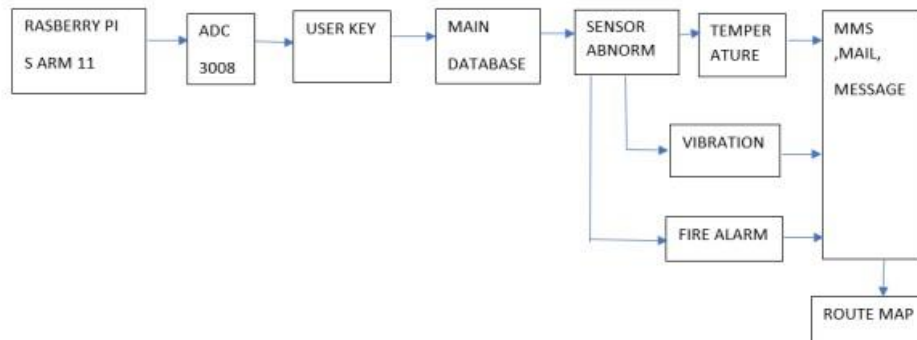 RASBERRY PI
S ARM 11
ADC
3008
USER KEY
MAIN
DATABASE
SENSOR
ABNORM
TEMPER
ATURE
MMS
,MAIL,
MESSAGE
VIBRATION
FIRE ALARM
ROUTE MAP